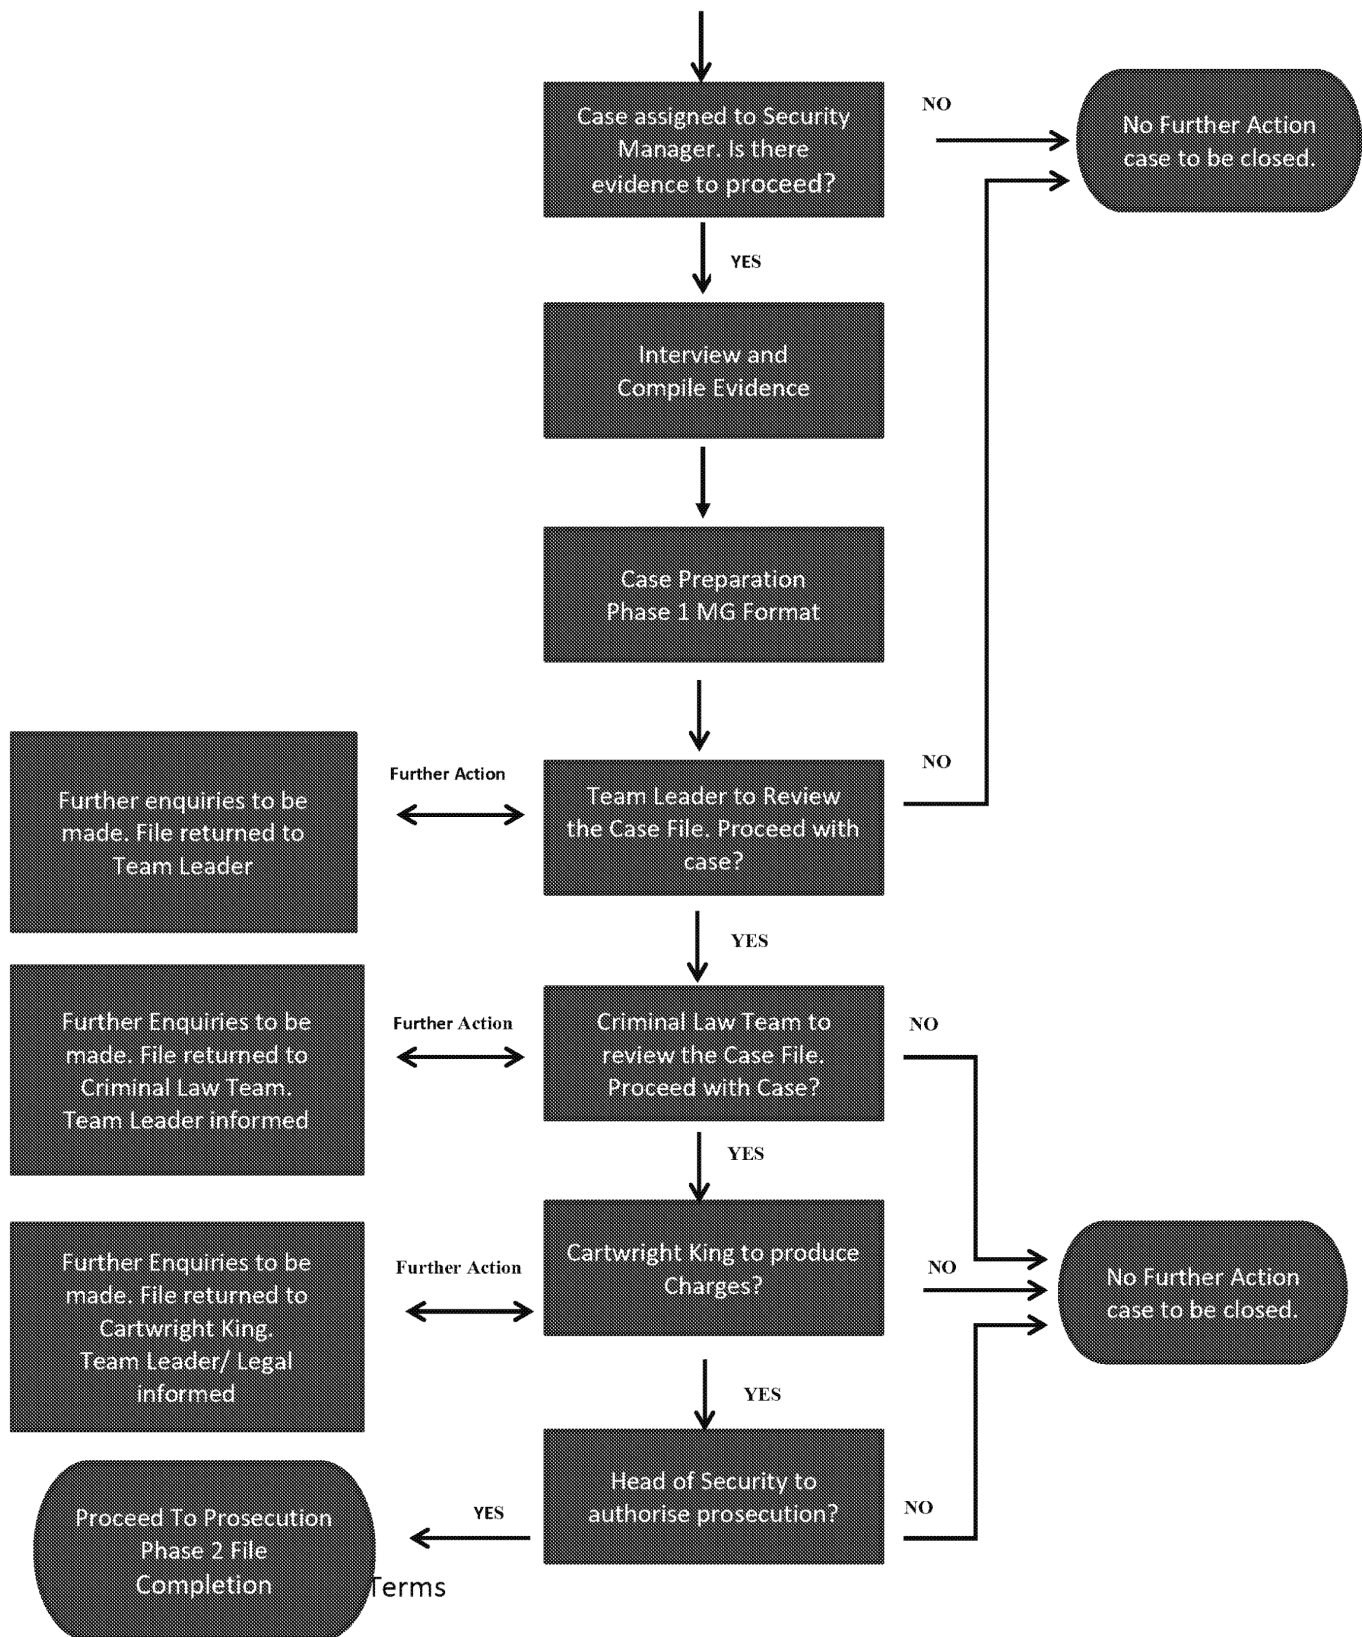 Case assigned to Security
Manager. Is there
evidence to proceed?
NO
No Further Action
case to be closed.
YES
Interview and
Compile Evidence
Case Preparation
Phase 1 MG Format
Further enquiries to be
made. File returned to
Team Leader
Further Action
Team Leader to Review
the Case File. Proceed with
case?
NO
YES
Further Enquiries to be
made. File returned to
Criminal Law Team.
Team Leader informed
Further Action
Criminal Law Team to
review the Case File.
Proceed with Case?
NO
YES
Further Enquiries to be
made. File returned to
Cartwright King.
Team Leader/ Legal
informed
Further Action
Cartwright King to produce
Charges?
NO
No Further Action
case to be closed.
YES
Head of Security to
authorise prosecution?
NO
YES
Proceed To Prosecution
Phase 2 File
Completion
Terms